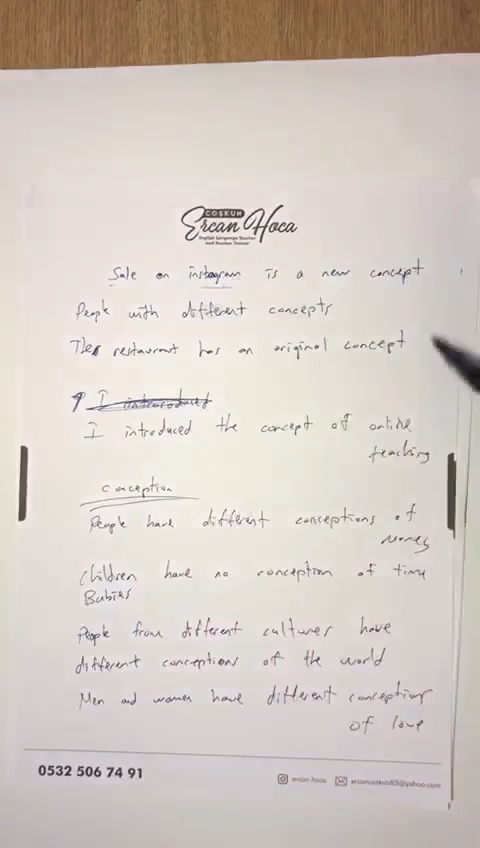 COŞKUN
Ercan Hoca
English Language Teacher
and Teacher Trainer
Sale on instagram is a new concept
People with different concepts
The restaurant has an original concept
I introduced
I introduced the concept of online
teaching
conception
People have different conceptions of
money
Children have no conception of time
Babies
People from different cultures have
different conceptions of the world
Men and women have different conceptions
of love
0532 506 74 91
ercan.hoca
ercancoskun83@yahoo.com